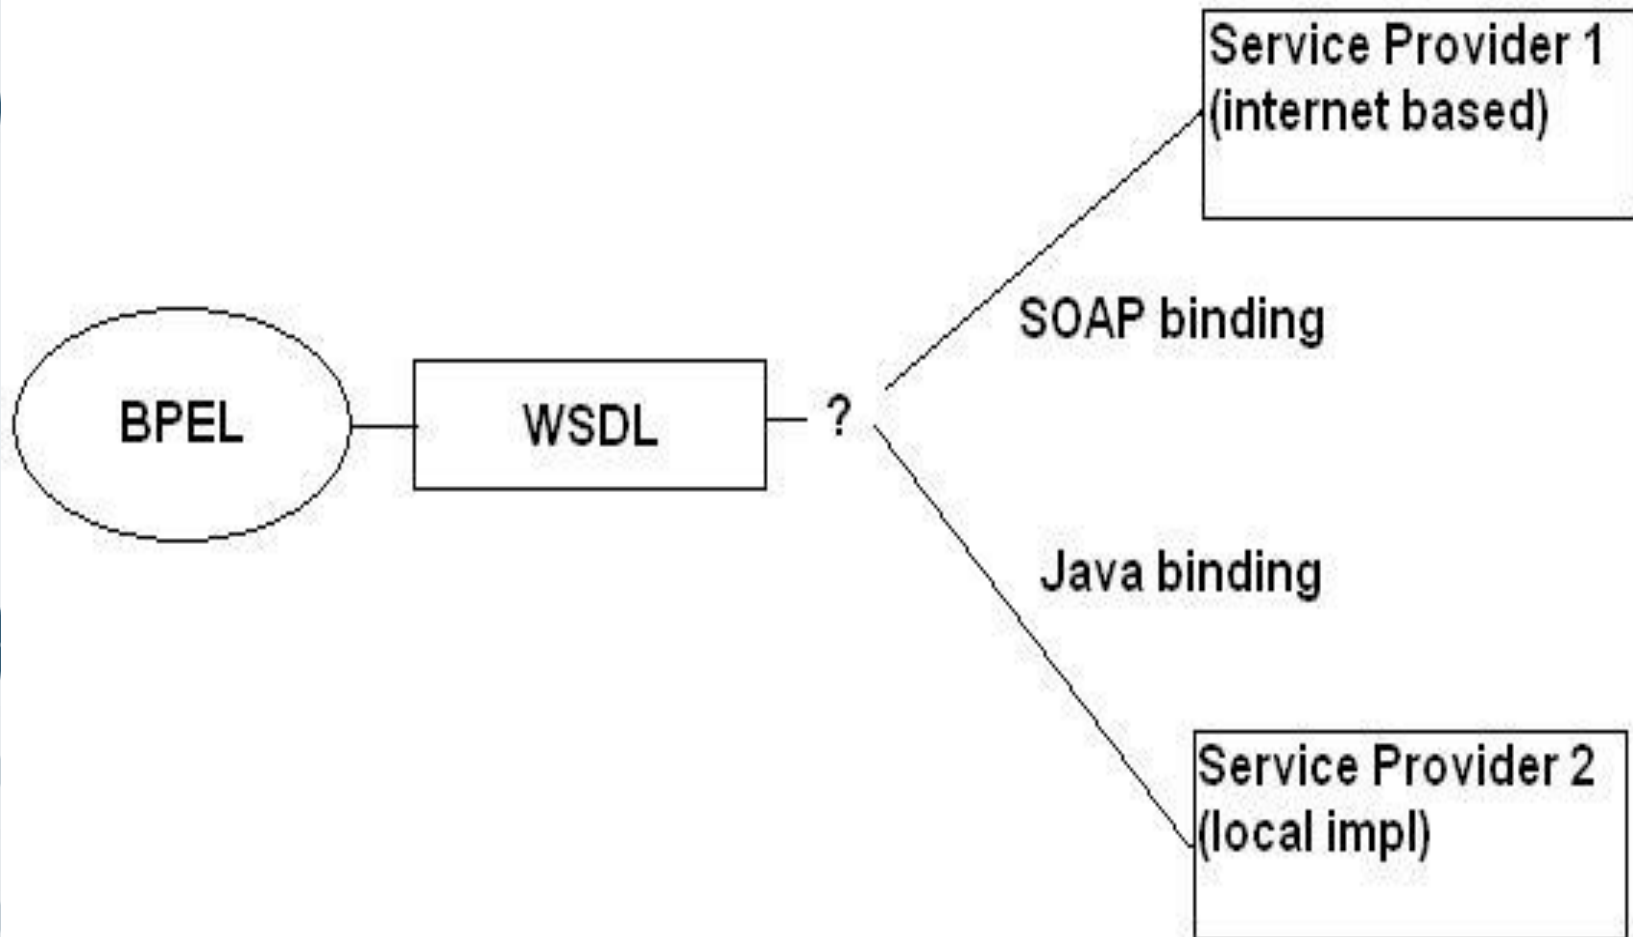 Service Provider 1
(internet based)
SOAP binding
BPEL
WSDL
?
Java binding
Service Provider 2
(local impl)